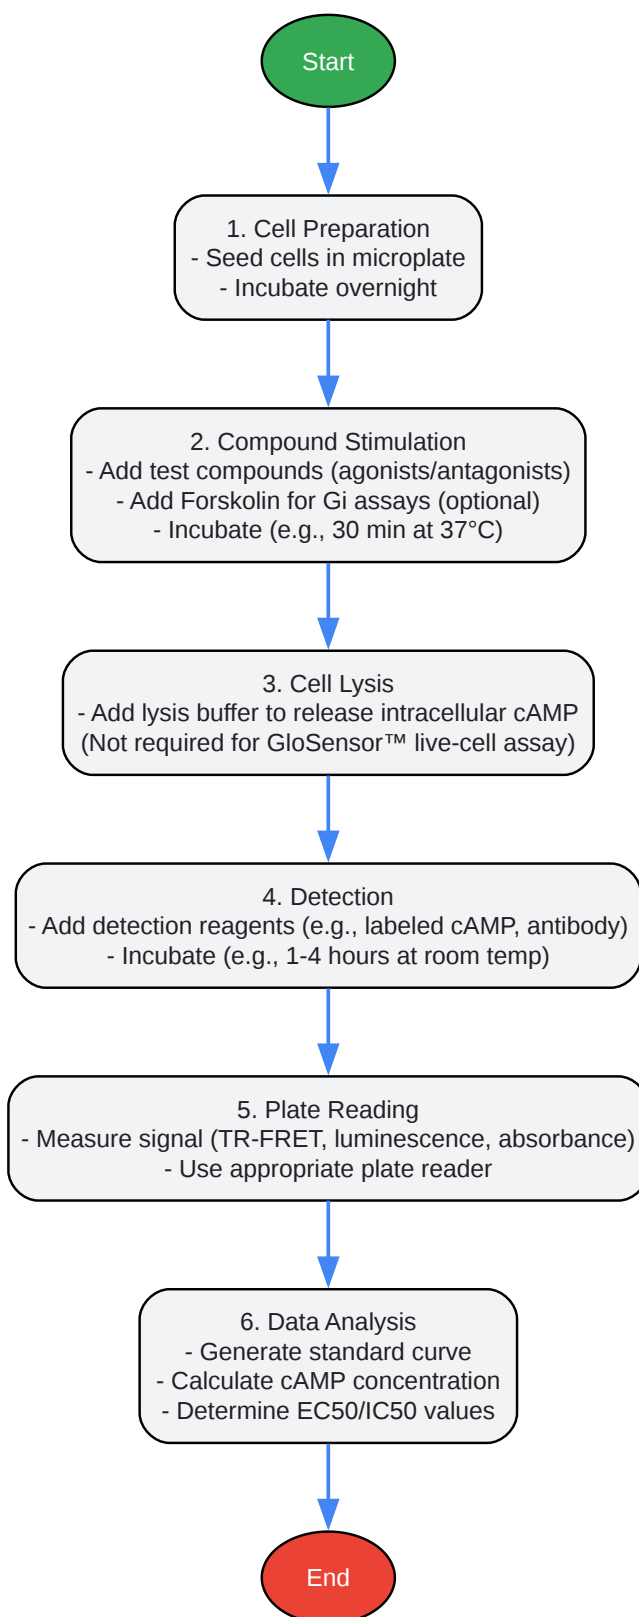 Start
1. Cell Preparation
- Seed cells in microplate
- Incubate overnight
2. Compound Stimulation
- Add test compounds (agonists/antagonists)
- Add Forskolin for Gi assays (optional)
- Incubate (e.g., 30 min at 37°C)
3. Cell Lysis
- Add lysis buffer to release intracellular cAMP
(Not required for GloSensor™ live-cell assay)
4. Detection
- Add detection reagents (e.g., labeled cAMP, antibody)
- Incubate (e.g., 1-4 hours at room temp)
5. Plate Reading
- Measure signal (TR-FRET, luminescence, absorbance)
- Use appropriate plate reader
6. Data Analysis
- Generate standard curve
- Calculate cAMP concentration
- Determine EC50/IC50 values
End